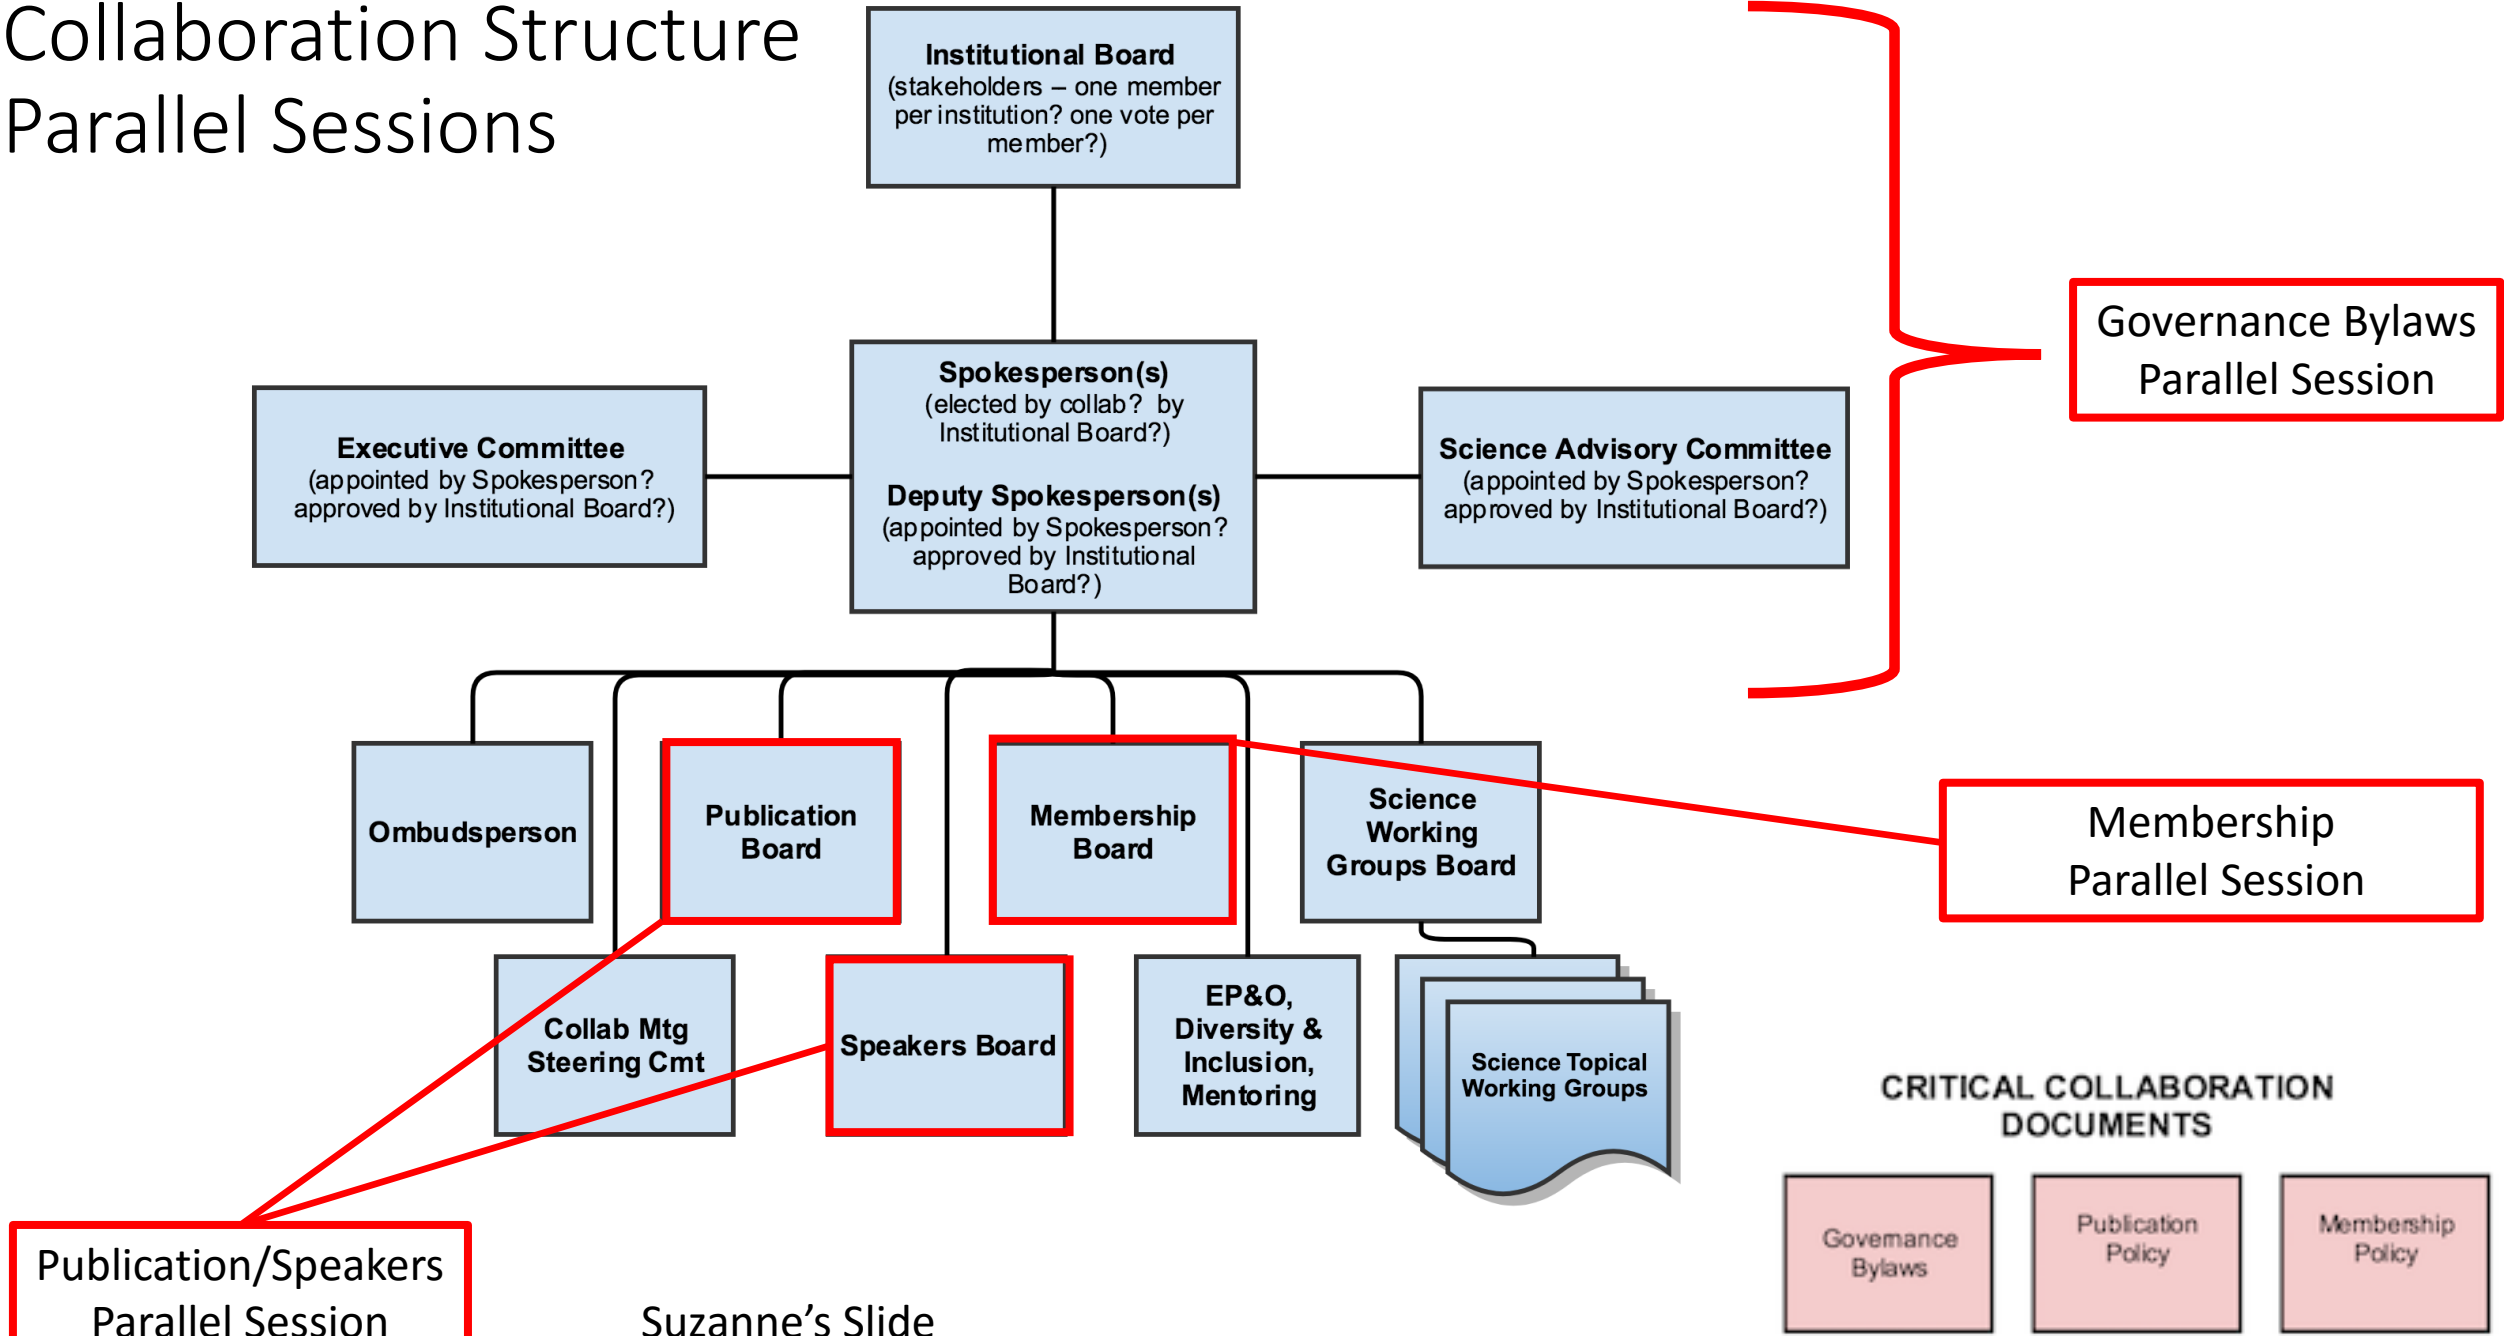 Collaboration Structure
Parallel Sessions
Institutional Board
(stakeholders – one member
per institution? one vote per
member?)
Governance Bylaws
Parallel Session
Spokesperson(s)
(elected by collab? by
Institutional Board?)
Deputy Spokesperson(s)
(appointed by Spokesperson?
approved by Institutional
Board?)
Executive Committee
(appointed by Spokesperson?
approved by Institutional Board?)
Science Advisory Committee
(appointed by Spokesperson?
approved by Institutional Board?)
Ombudsperson
Publication
Board
Membership
Board
Science
Working
Groups Board
Membership
Parallel Session
Collab Mtg
Steering Cmt
Speakers Board
EP&O,
Diversity &
Inclusion,
Mentoring
Science Topical
Working Groups
CRITICAL COLLABORATION
DOCUMENTS
Governance
Bylaws
Publication
Policy
Membership
Policy
Publication/Speakers
Parallel Session
Suzanne’s Slide